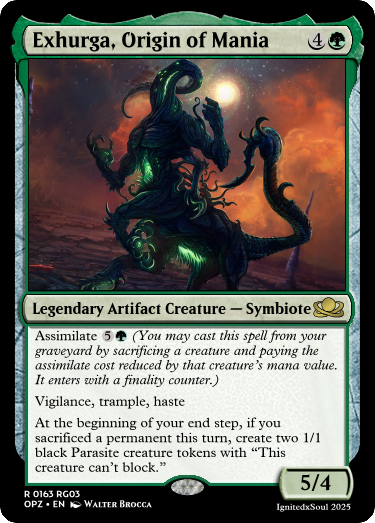 Exhurga, Origin of Mania 4
Legendary Artifact Creature — Symbiote
Assimilate 5 (You may cast this spell from your
graveyard by sacrificing a creature and paying the
assimilate cost reduced by that creature's mana value.
It enters with a finality counter.)
Vigilance, trample, haste
At the beginning of your end step, if you
sacrificed a permanent this turn, create two 1/1
black Parasite creature tokens with “This
creature can't block.”
5/4
R 0163 RG03
OPZ • EN Walter Brocca
IgnitedxSoul 2025